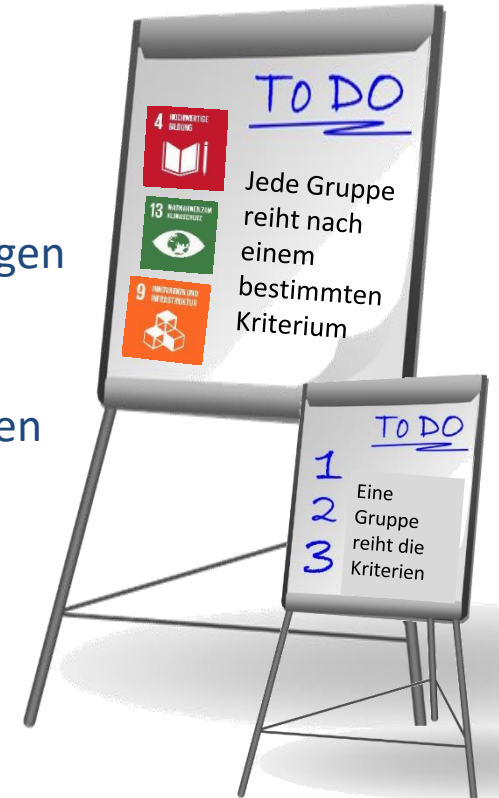 TO DO
4 HOCHWERTIGE
BILDUNG
13 MAßNAHMEN ZUM
KLIMASCHUTZ
9 INNOVATION UND
INFRASTRUKTUR
Jede Gruppe
reiht nach
einem
bestimmten
Kriterium
gen
en
TO DO
1
2
3
Eine
Gruppe
reiht die
Kriterien